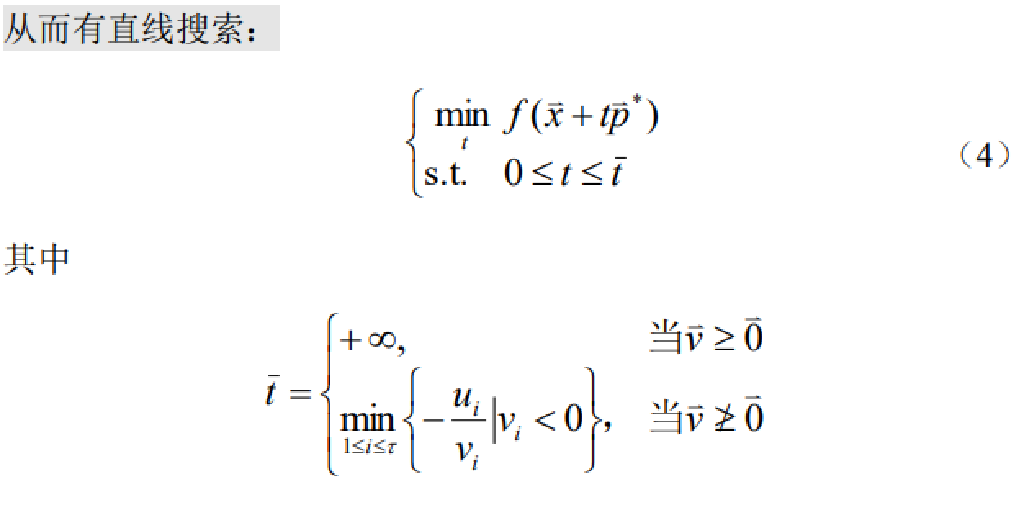 从而有直线搜索：
{ min_t f(x̄ + tp̄*)
s.t. 0 ≤ t ≤ t̄ （4）
其中
t̄ = { +∞, 当v̄ ≥ 0̄
min_{1≤i≤τ} { -u_i/v_i | v_i < 0 }， 当v̄ ≱ 0̄